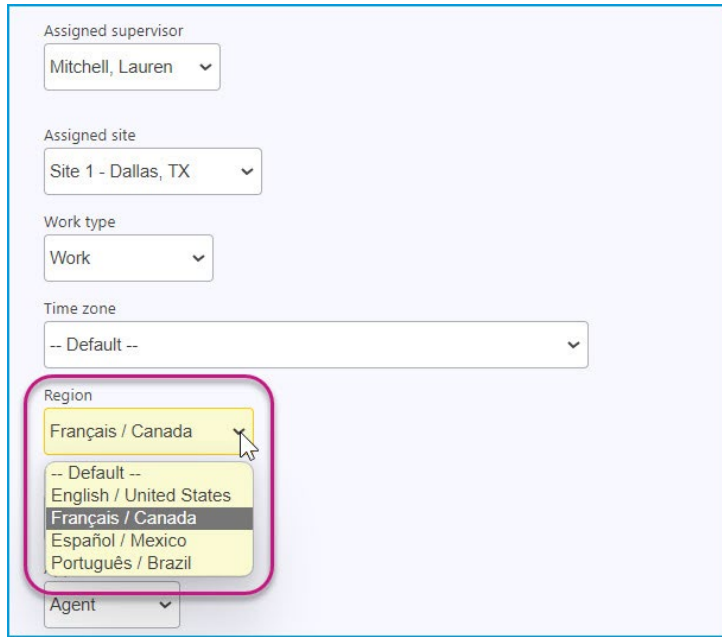 Assigned supervisor
Mitchell, Lauren
Assigned site
Site 1 - Dallas, TX
Work type
Work
Time zone
-- Default --
Region
Français / Canada
-- Default --
English / United States
Français / Canada
Español / Mexico
Português / Brazil
Agent